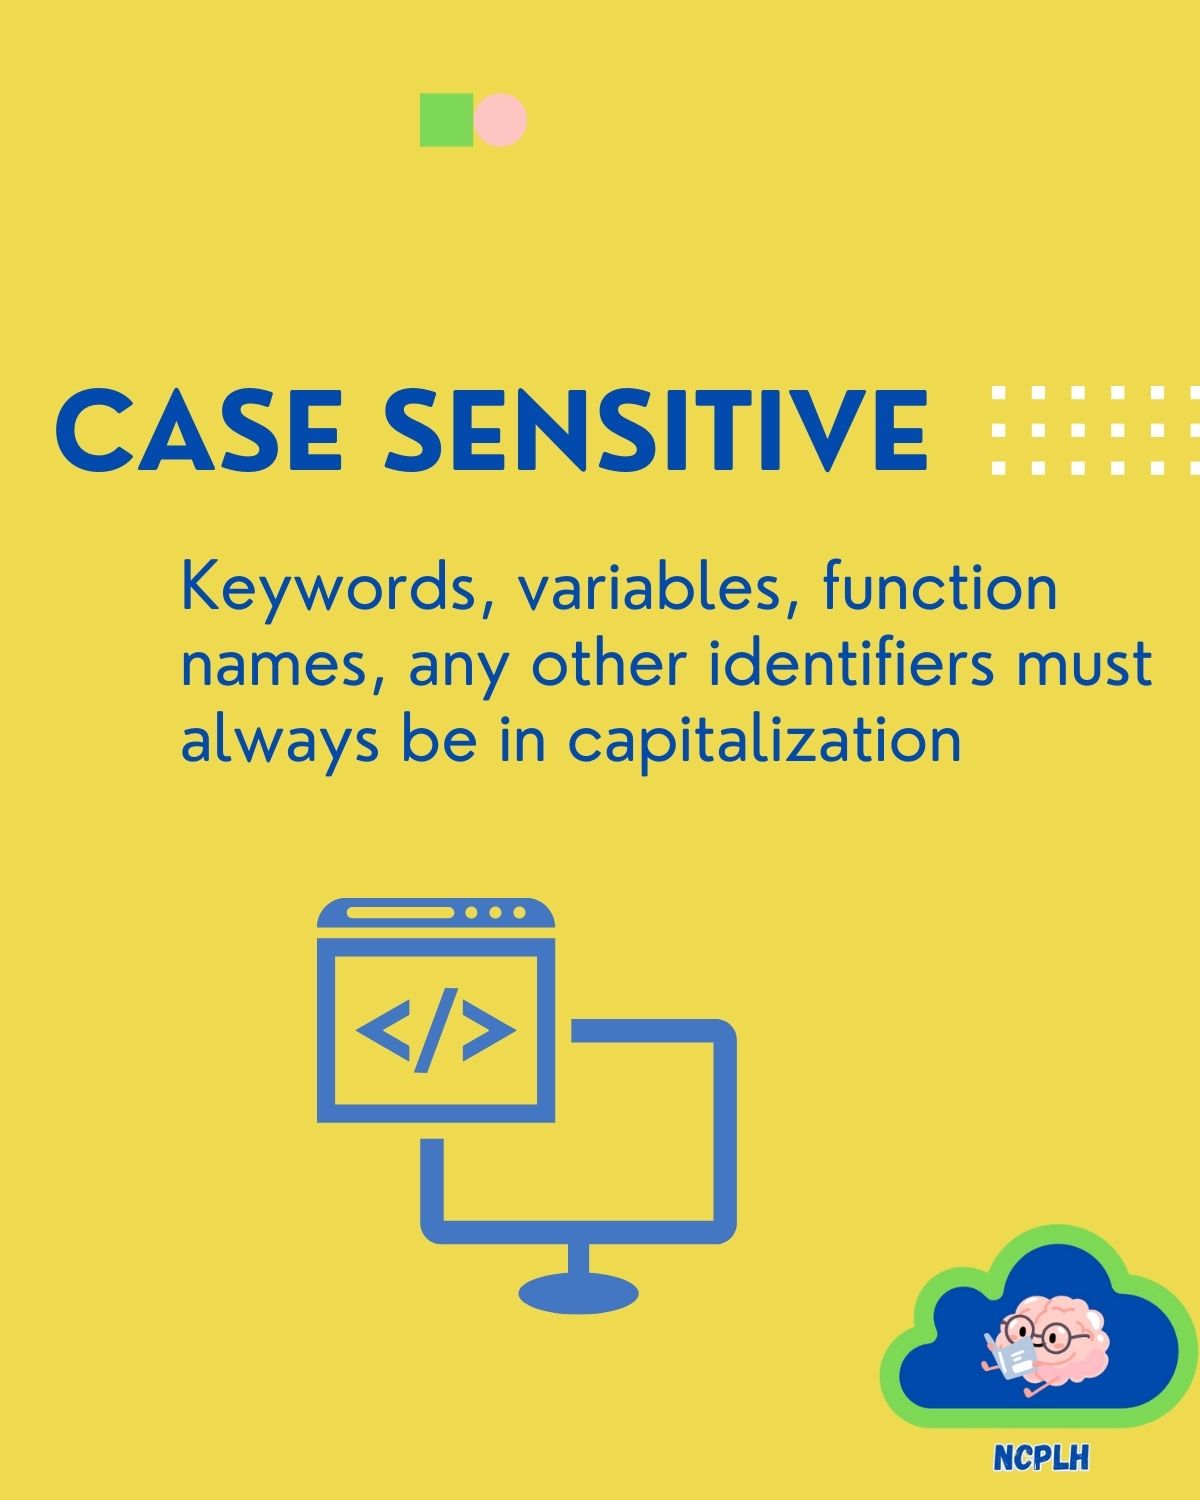 CASE SENSITIVE
Keywords, variables, function
names, any other identifiers must
always be in capitalization
</>
NCPLH